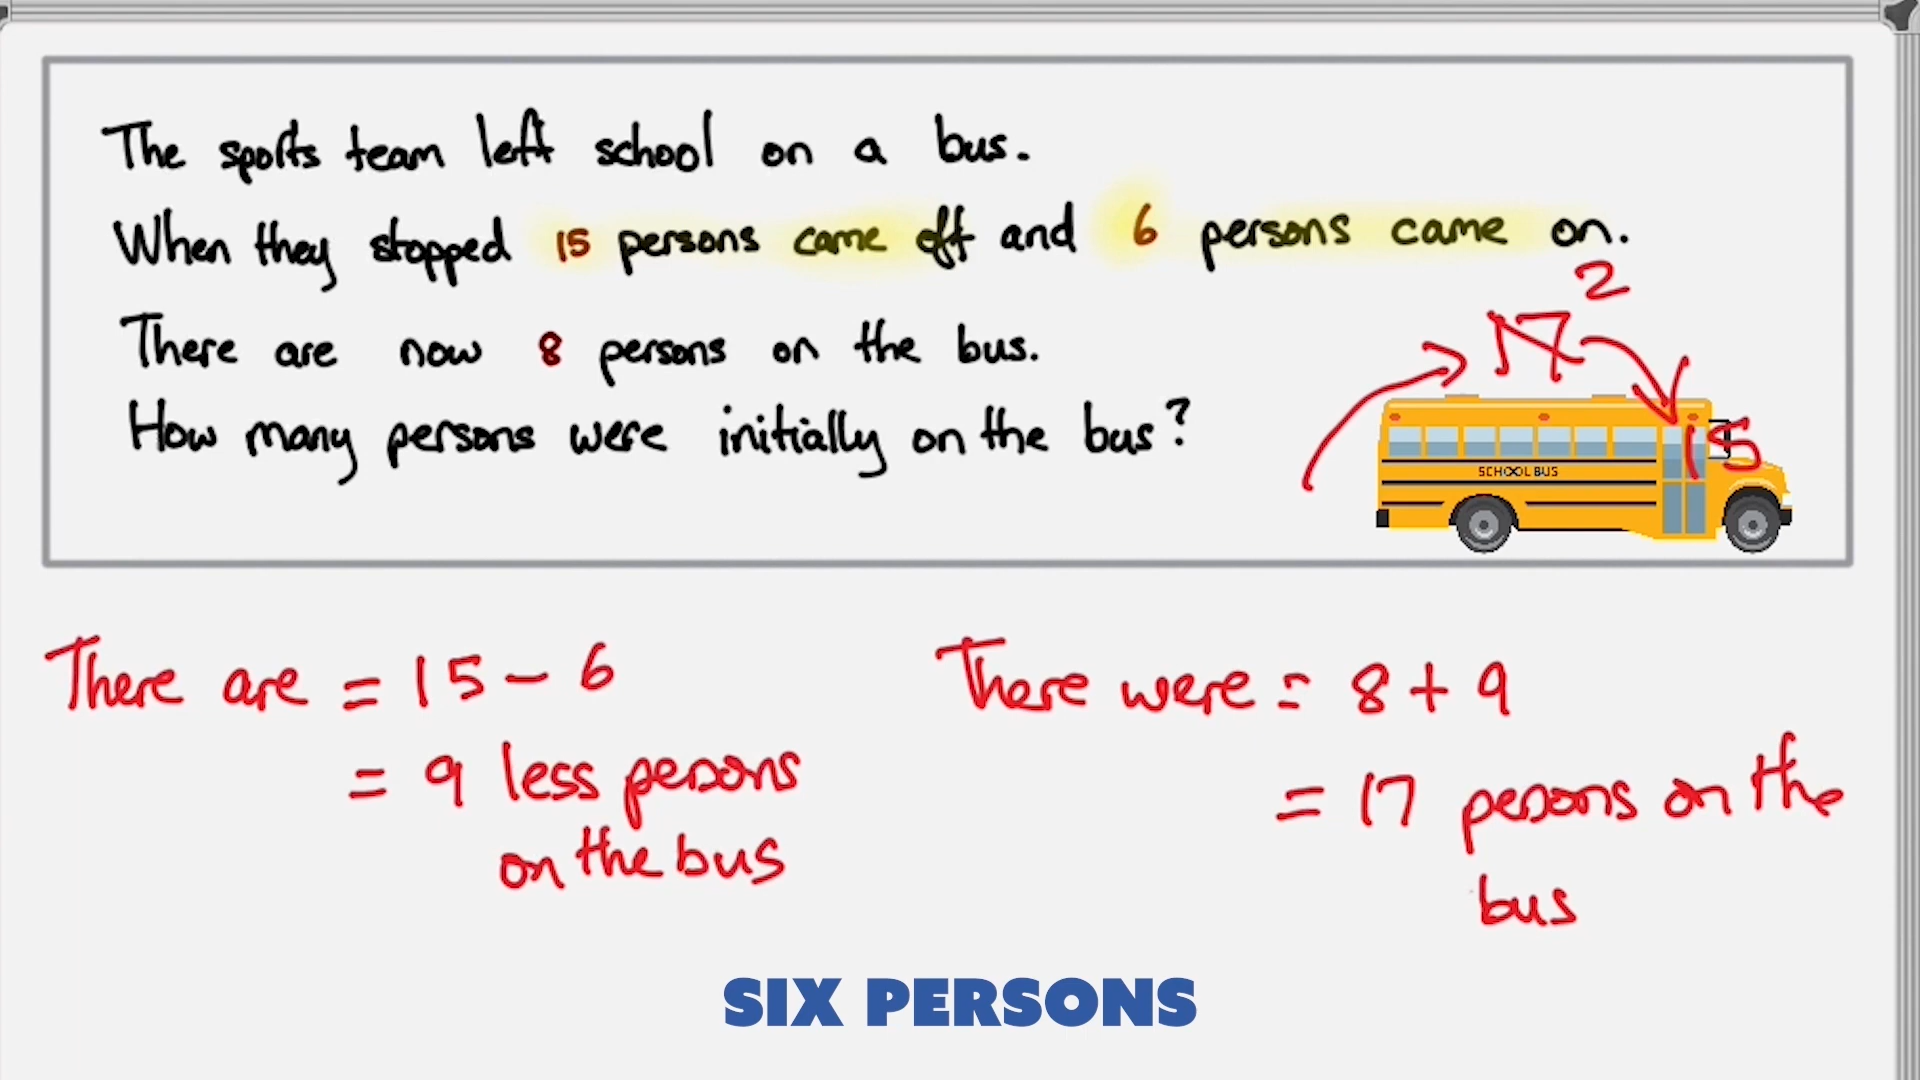 The sports team left school on a bus.
When they stopped 15 persons came off and 6 persons came on.
There are now 8 persons on the bus.
How many persons were initially on the bus?
2
17
15
SCHOOL BUS
There are = 15 - 6
= 9 less persons
on the bus
There were = 8 + 9
= 17 persons on the
bus
SIX PERSONS